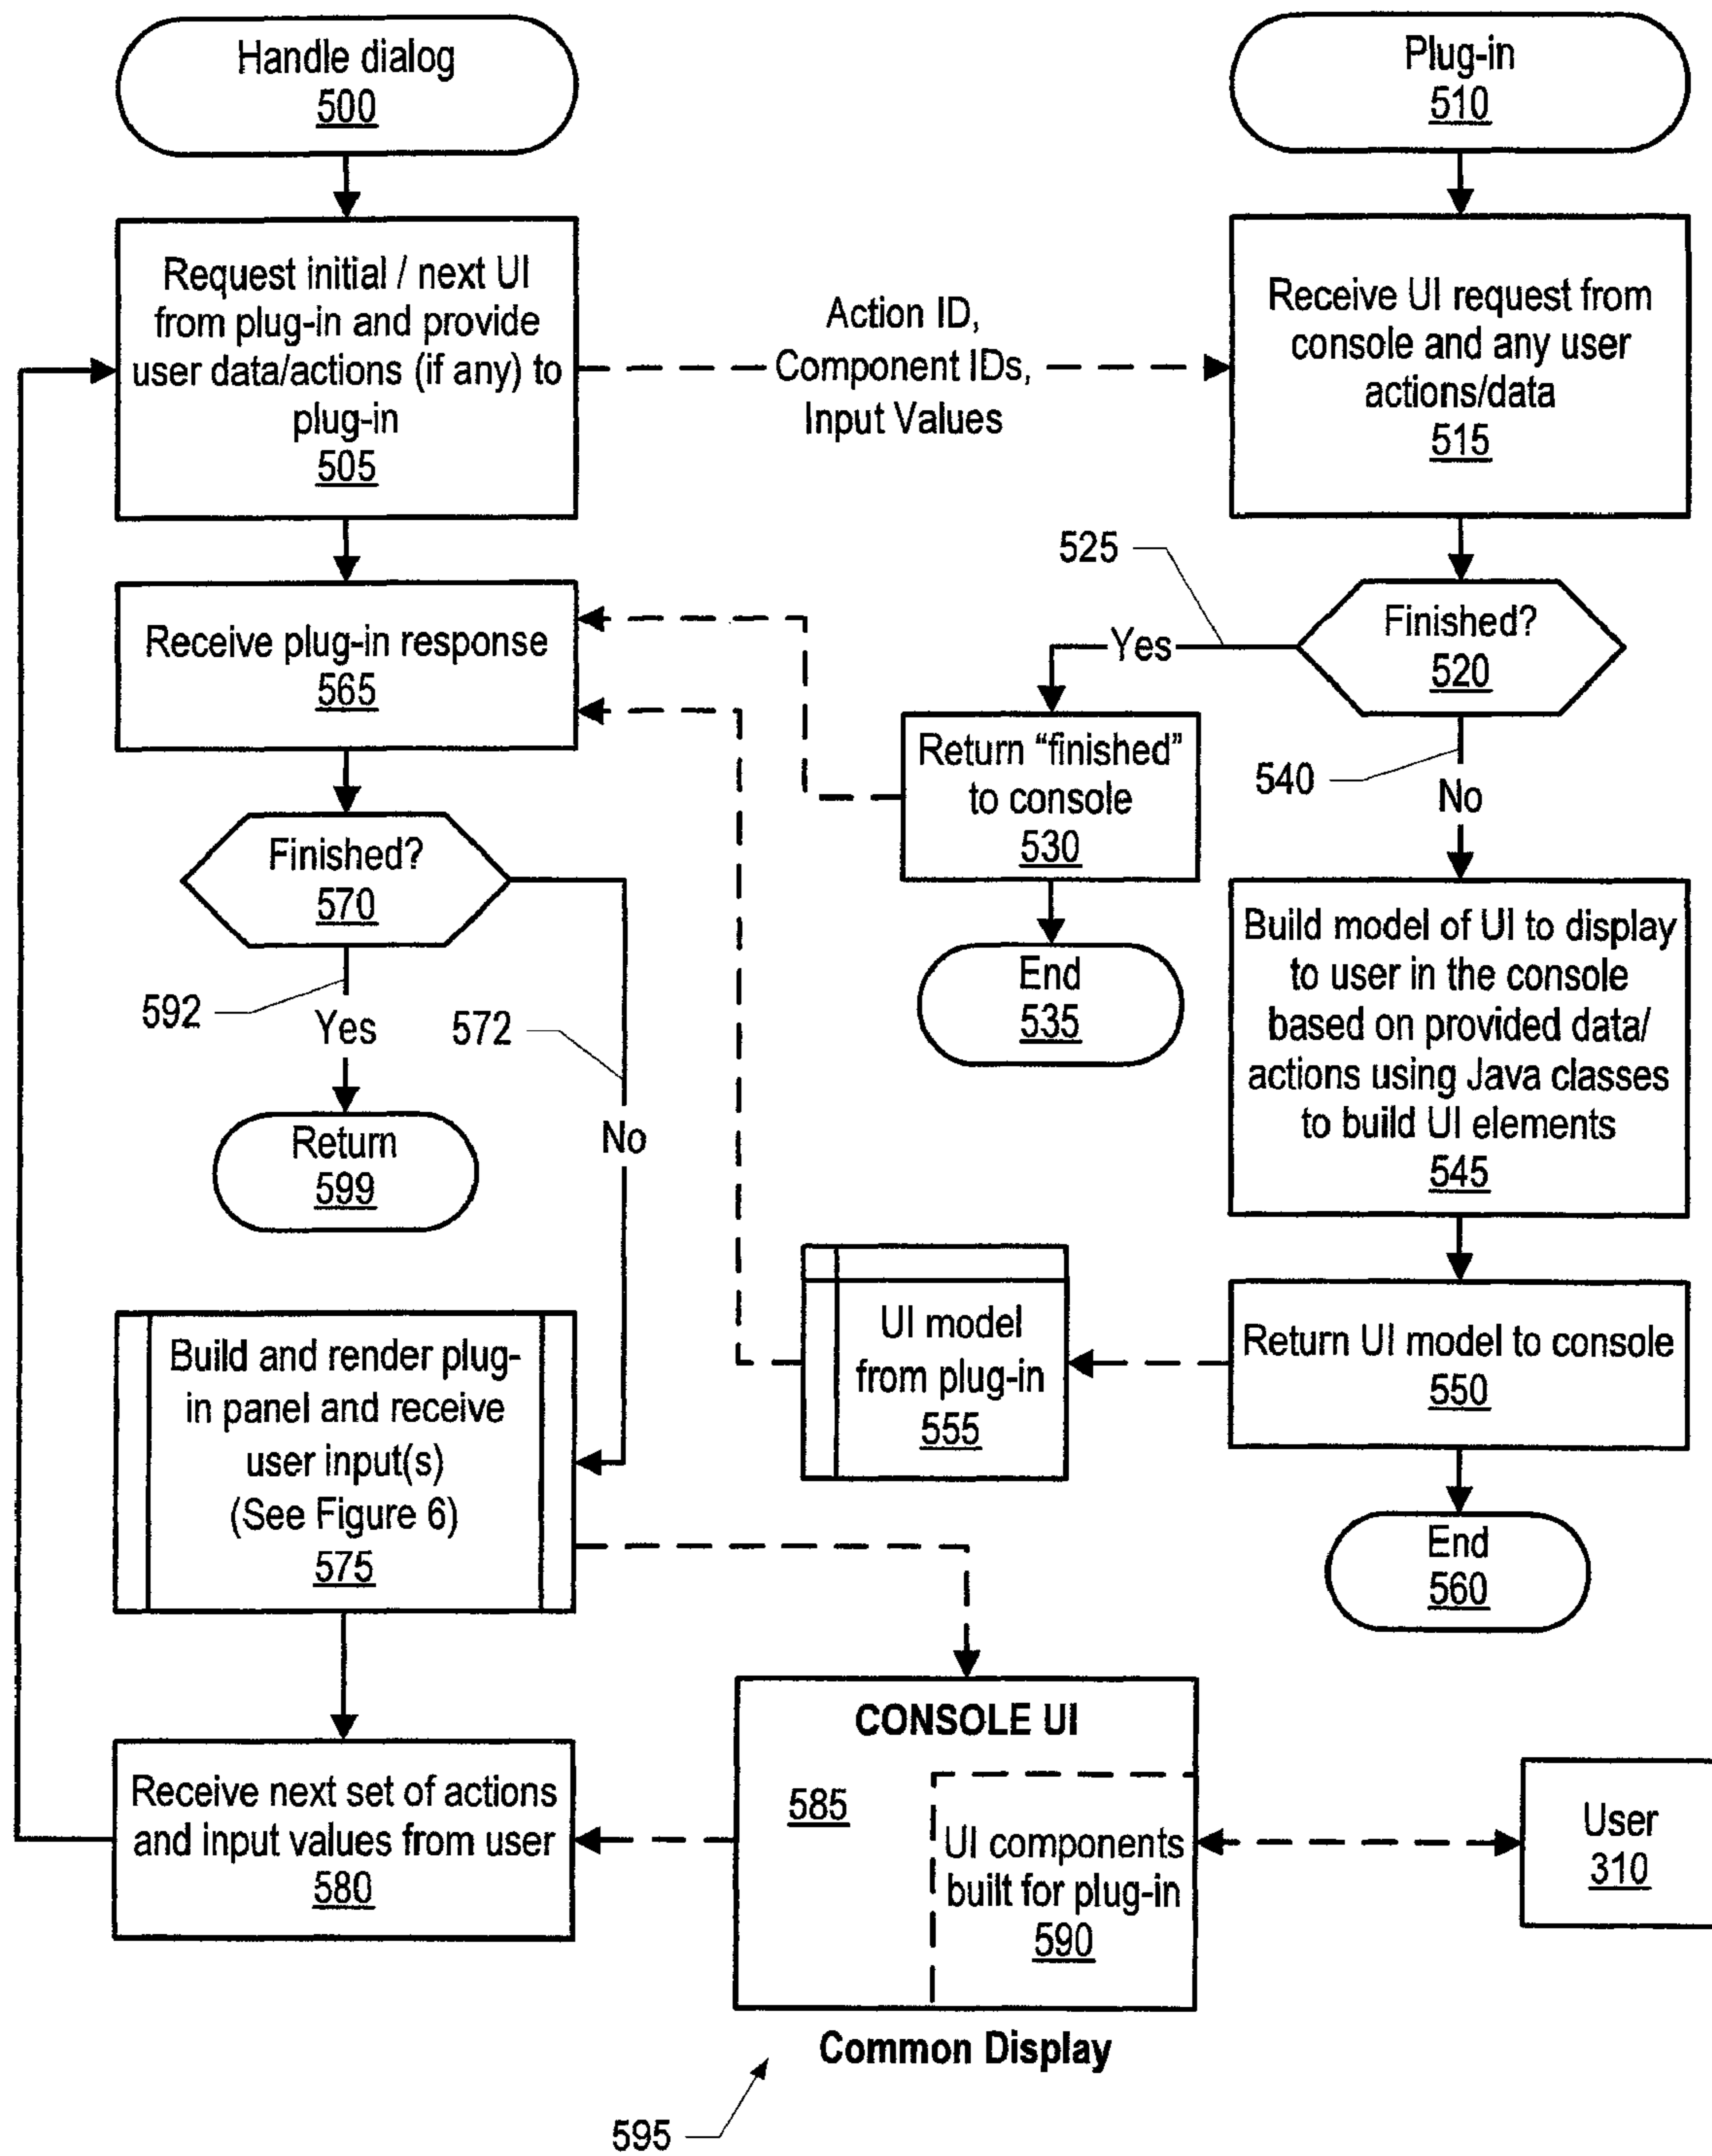 Handle dialog
500
Plug-in
510
Request initial / next UI
from plug-in and provide
user data/actions (if any) to
plug-in
505
Action ID,
Component IDs,
Input Values
Receive UI request from
console and any user
actions/data
515
525
Yes
Finished?
520
540
No
Receive plug-in response
565
Return “finished”
to console
530
End
535
Finished?
570
592
Yes
572
No
Return
599
Build model of UI to display
to user in the console
based on provided data/
actions using Java classes
to build UI elements
545
UI model
from plug-in
555
Return UI model to console
550
End
560
Build and render plug-
in panel and receive
user input(s)
(See Figure 6)
575
CONSOLE UI
585
UI components
built for plug-in
590
User
310
Receive next set of actions
and input values from user
580
Common Display
595